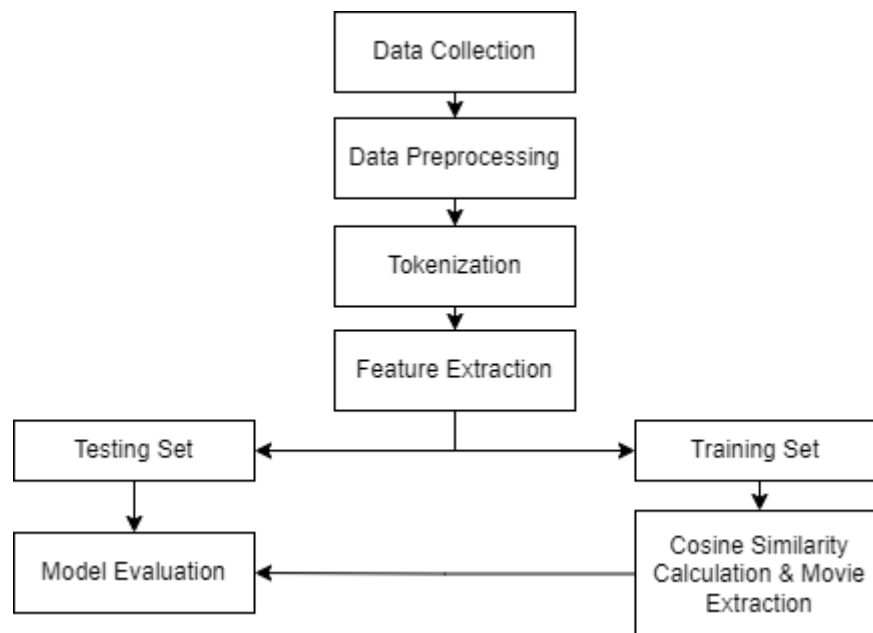 Data Collection
Data Preprocessing
Tokenization
Feature Extraction
Testing Set
Training Set
Model Evaluation
Cosine Similarity
Calculation & Movie
Extraction